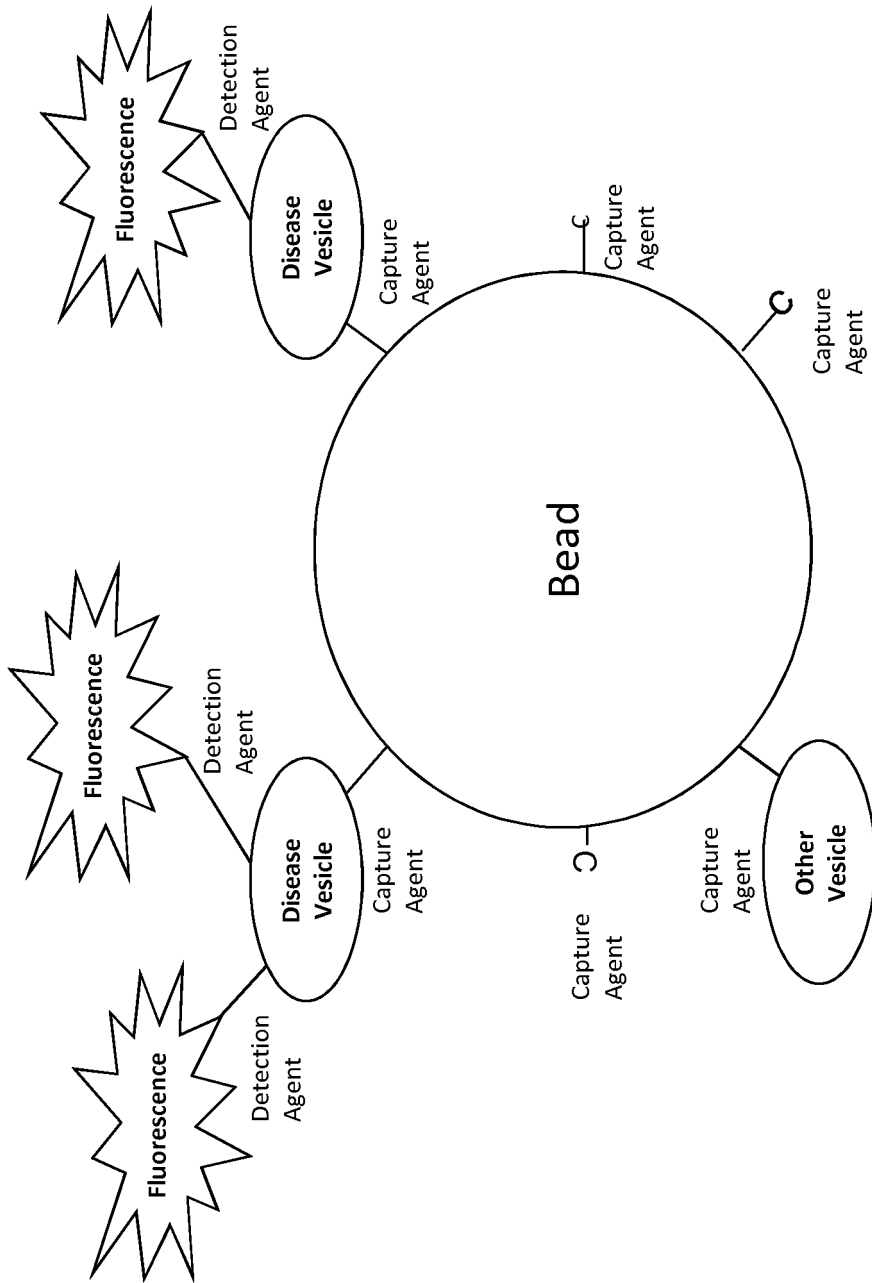 Fluorescence
Fluorescence
Fluorescence
Detection
Agent
Detection
Agent
Detection
Agent
Disease
Vesicle
Disease
Vesicle
Capture
Agent
Capture
Agent
Bead
Capture
Agent
C
C
Capture
Agent
Capture
Agent
C
Other
Vesicle
Capture
Agent